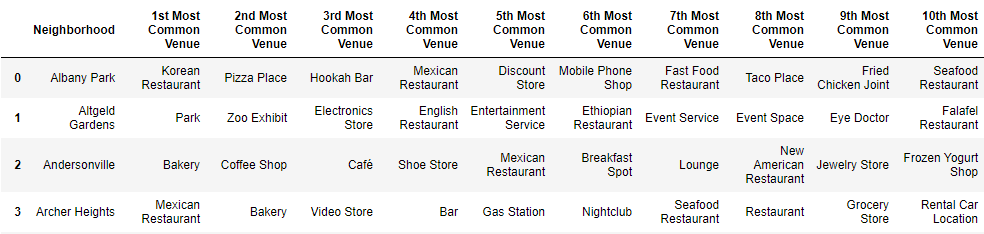 Neighborhood 1st Most Common Venue 2nd Most Common Venue 3rd Most Common Venue 4th Most Common Venue 5th Most Common Venue 6th Most Common Venue 7th Most Common Venue 8th Most Common Venue 9th Most Common Venue 10th Most Common Venue
0 Albany Park Korean Restaurant Pizza Place Hookah Bar Mexican Restaurant Discount Store Mobile Phone Shop Fast Food Restaurant Taco Place Fried Chicken Joint Seafood Restaurant
1 Altgeld Gardens Park Zoo Exhibit Electronics Store English Restaurant Entertainment Service Ethiopian Restaurant Event Service Event Space Eye Doctor Falafel Restaurant
2 Andersonville Bakery Coffee Shop Café Shoe Store Mexican Restaurant Breakfast Spot Lounge New American Restaurant Jewelry Store Frozen Yogurt Shop
3 Archer Heights Mexican Restaurant Bakery Video Store Bar Gas Station Nightclub Seafood Restaurant Restaurant Grocery Store Rental Car Location